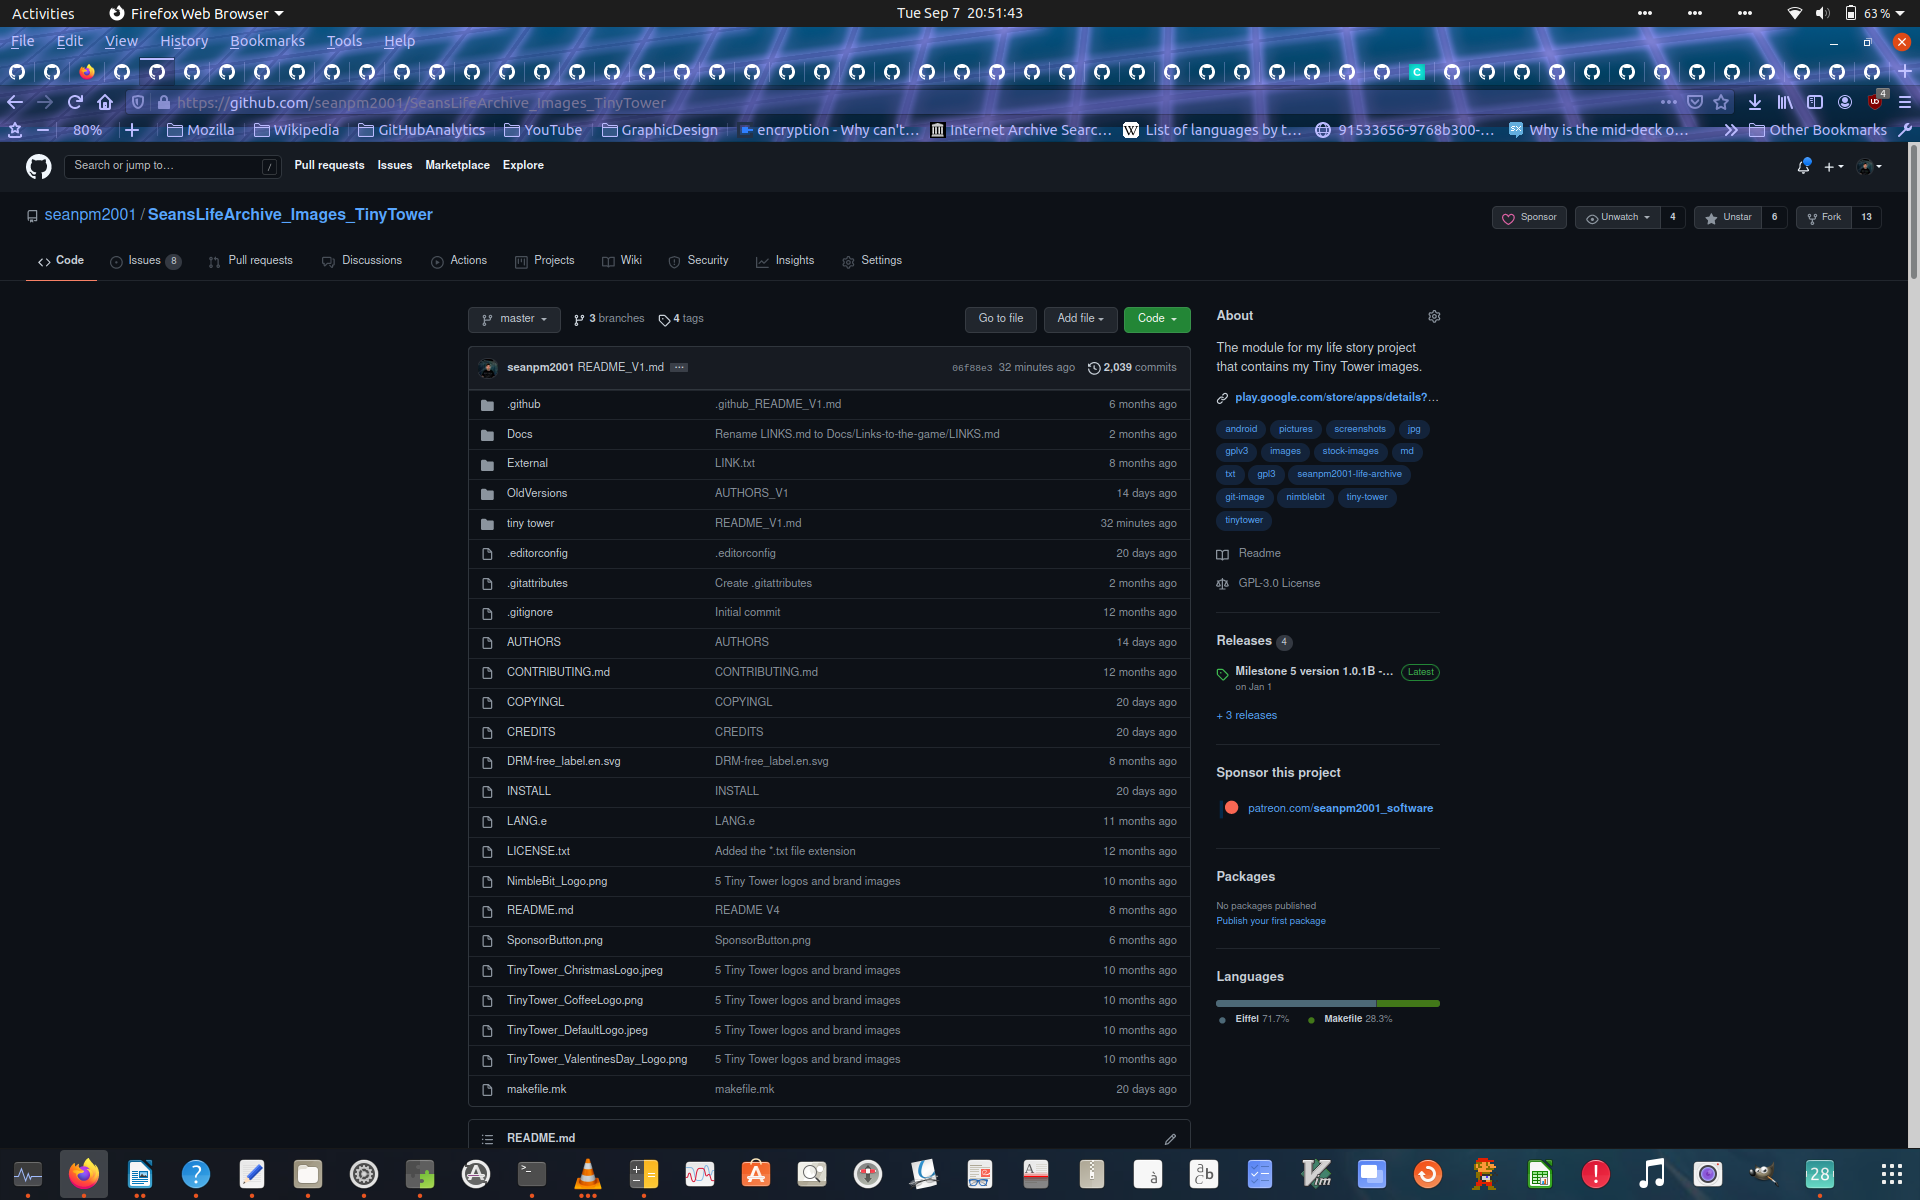 Activities Firefox Web Browser Tue Sep 7 20:51:43 63 %
File Edit View History Bookmarks Tools Help
https://github.com/seanpm2001/SeansLifeArchive_Images_TinyTower 4
80% Mozilla Wikipedia GitHubAnalytics YouTube GraphicDesign encryption - Why can't… Internet Archive Searc… List of languages by t… 91533656-9768b300-… Why is the mid-deck o… Other Bookmarks
Search or jump to… / Pull requests Issues Marketplace Explore
seanpm2001 / SeansLifeArchive_Images_TinyTower Sponsor Unwatch 4 Unstar 6 Fork 13
Code Issues 8 Pull requests Discussions Actions Projects Wiki Security Insights Settings
master 3 branches 4 tags Go to file Add file Code
seanpm2001 README_V1.md 06f88e3 32 minutes ago 2,039 commits
.github .github_README_V1.md 6 months ago
Docs Rename LINKS.md to Docs/Links-to-the-game/LINKS.md 2 months ago
External LINK.txt 8 months ago
OldVersions AUTHORS_V1 14 days ago
tiny tower README_V1.md 32 minutes ago
.editorconfig .editorconfig 20 days ago
.gitattributes Create .gitattributes 2 months ago
.gitignore Initial commit 12 months ago
AUTHORS AUTHORS 14 days ago
CONTRIBUTING.md CONTRIBUTING.md 12 months ago
COPYINGL COPYINGL 20 days ago
CREDITS CREDITS 20 days ago
DRM-free_label.en.svg DRM-free_label.en.svg 8 months ago
INSTALL INSTALL 20 days ago
LANG.e LANG.e 11 months ago
LICENSE.txt Added the *.txt file extension 12 months ago
NimbleBit_Logo.png 5 Tiny Tower logos and brand images 10 months ago
README.md README V4 8 months ago
SponsorButton.png SponsorButton.png 6 months ago
TinyTower_ChristmasLogo.jpeg 5 Tiny Tower logos and brand images 10 months ago
TinyTower_CoffeeLogo.png 5 Tiny Tower logos and brand images 10 months ago
TinyTower_DefaultLogo.jpeg 5 Tiny Tower logos and brand images 10 months ago
TinyTower_ValentinesDay_Logo.png 5 Tiny Tower logos and brand images 10 months ago
makefile.mk makefile.mk 20 days ago
README.md
About
The module for my life story project
that contains my Tiny Tower images.
play.google.com/store/apps/details?…
android pictures screenshots jpg
gplv3 images stock-images md
txt gpl3 seanpm2001-life-archive
git-image nimblebit tiny-tower
tinytower
Readme
GPL-3.0 License
Releases 4
Milestone 5 version 1.0.1B -… Latest
on Jan 1
+ 3 releases
Sponsor this project
patreon.com/seanpm2001_software
Packages
No packages published
Publish your first package
Languages
Eiffel 71.7% Makefile 28.3%
28